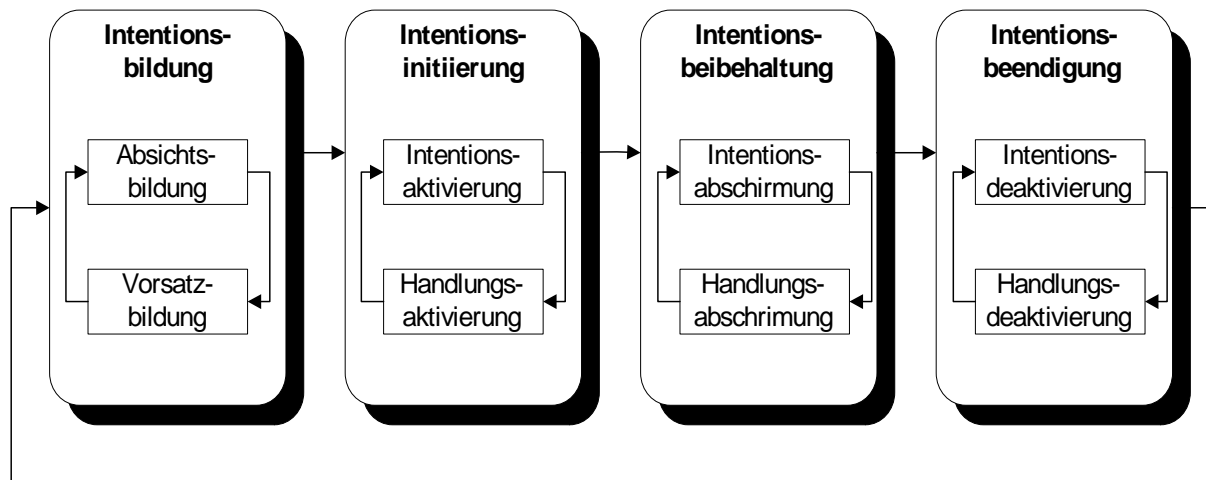 Intentions-
bildung
Absichts-
bildung
Vorsatz-
bildung
Intentions-
initiierung
Intentions-
aktivierung
Handlungs-
aktivierung
Intentions-
beibehaltung
Intentions-
abschirmung
Handlungs-
abschrimung
Intentions-
beendigung
Intentions-
deaktivierung
Handlungs-
deaktivierung